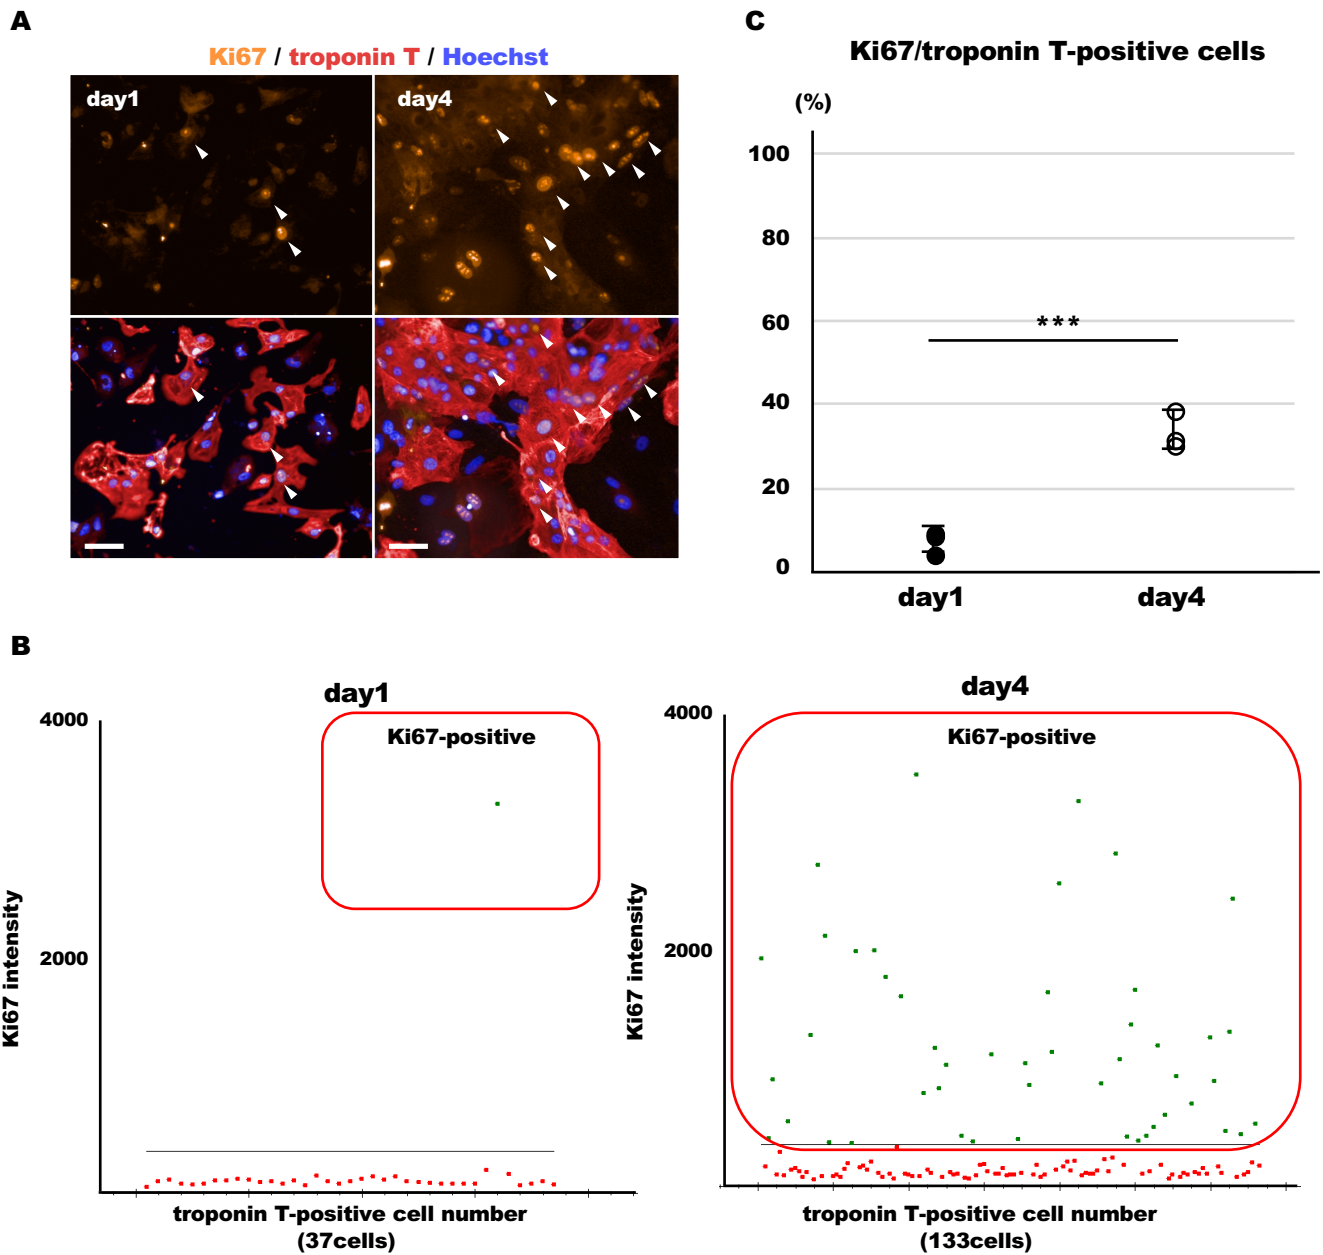 A
Ki67 / troponin T / Hoechst
day1
day4
C
Ki67/troponin T-positive cells
(%)
100
80
60
40
20
0
***
day1
day4
B
day1
4000
2000
Ki67 intensity
Ki67-positive
troponin T-positive cell number
(37cells)
day4
4000
2000
Ki67 intensity
Ki67-positive
troponin T-positive cell number
(133cells)